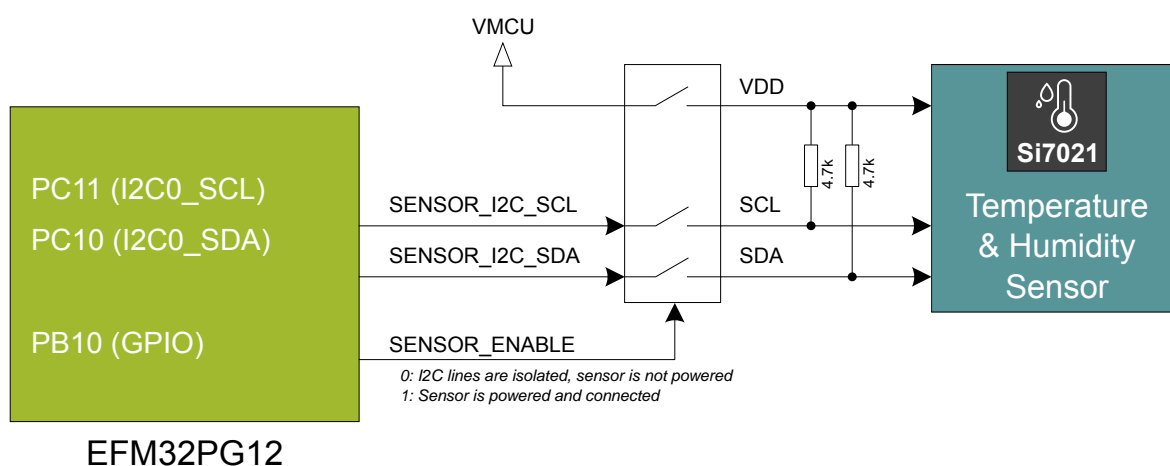 VMCU
VDD
Si7021
4.7k
4.7k
PC11 (I2C0_SCL)
SENSOR_I2C_SCL
SCL
PC10 (I2C0_SDA)
SENSOR_I2C_SDA
SDA
Temperature
& Humidity
Sensor
PB10 (GPIO)
SENSOR_ENABLE
0: I2C lines are isolated, sensor is not powered
1: Sensor is powered and connected
EFM32PG12